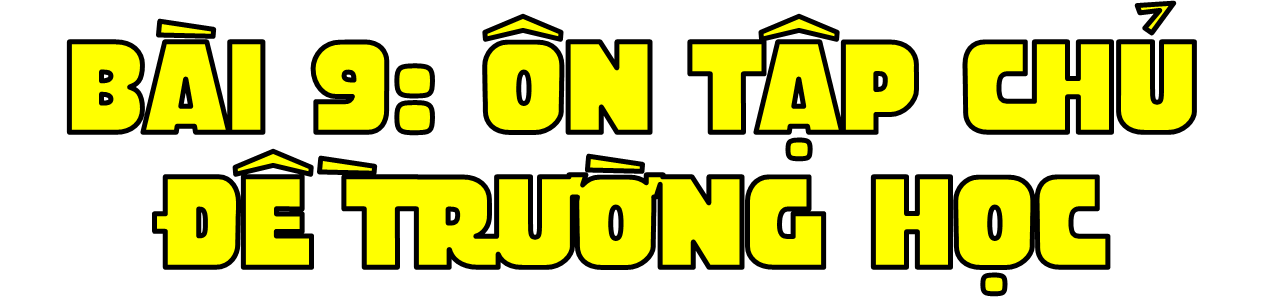 BÀI 9: ÔN TẬP CHỦ
ĐỀ TRƯỜNG HỌC